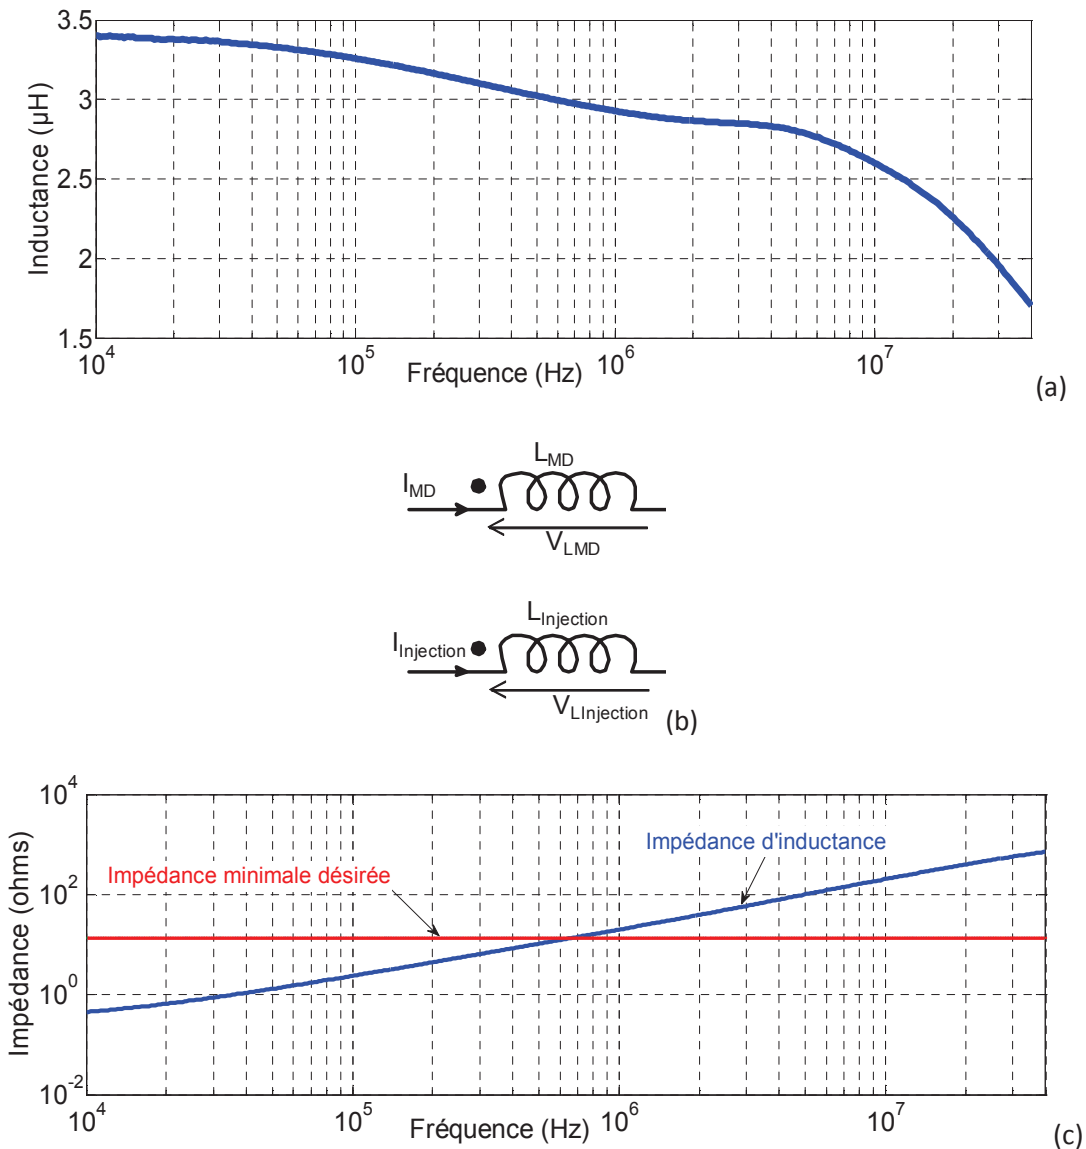 3.5
3
2.5
2
1.5
Inductance (µH)
10^4
10^5
10^6
10^7
Fréquence (Hz)
(a)
L_MD
I_MD
V_LMD
L_Injection
I_Injection
V_LInjection
(b)
10^4
10^2
10^0
10^-2
Impédance (ohms)
Impédance d'inductance
Impédance minimale désirée
10^4
10^5
10^6
10^7
Fréquence (Hz)
(c)